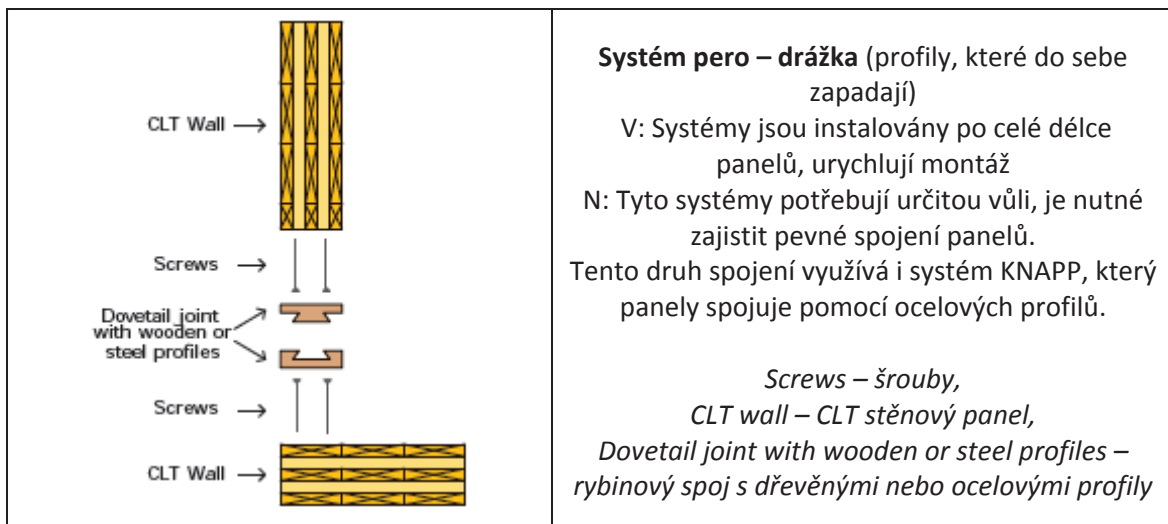 CLT Wall
Screws
Dovetail joint
with wooden or
steel profiles
Screws
CLT Wall
Systém pero – drážka (profily, které do sebe
zapadají)
V: Systémy jsou instalovány po celé délce
panelů, urychlují montáž
N: Tyto systémy potřebují určitou vůli, je nutné
zajistit pevné spojení panelů.
Tento druh spojení využívá i systém KNAPP, který
panely spojuje pomocí ocelových profilů.
Screws – šrouby,
CLT wall – CLT stěnový panel,
Dovetail joint with wooden or steel profiles –
rybinový spoj s dřevěnými nebo ocelovými profily